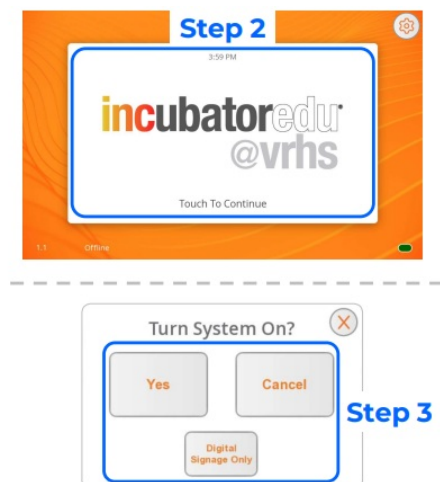 Step 2
3:59 PM
incubatoredu
@vrhs
Touch To Continue
1.1 Offline
Turn System On?
X
Yes Cancel
Step 3
Digital
Signage Only